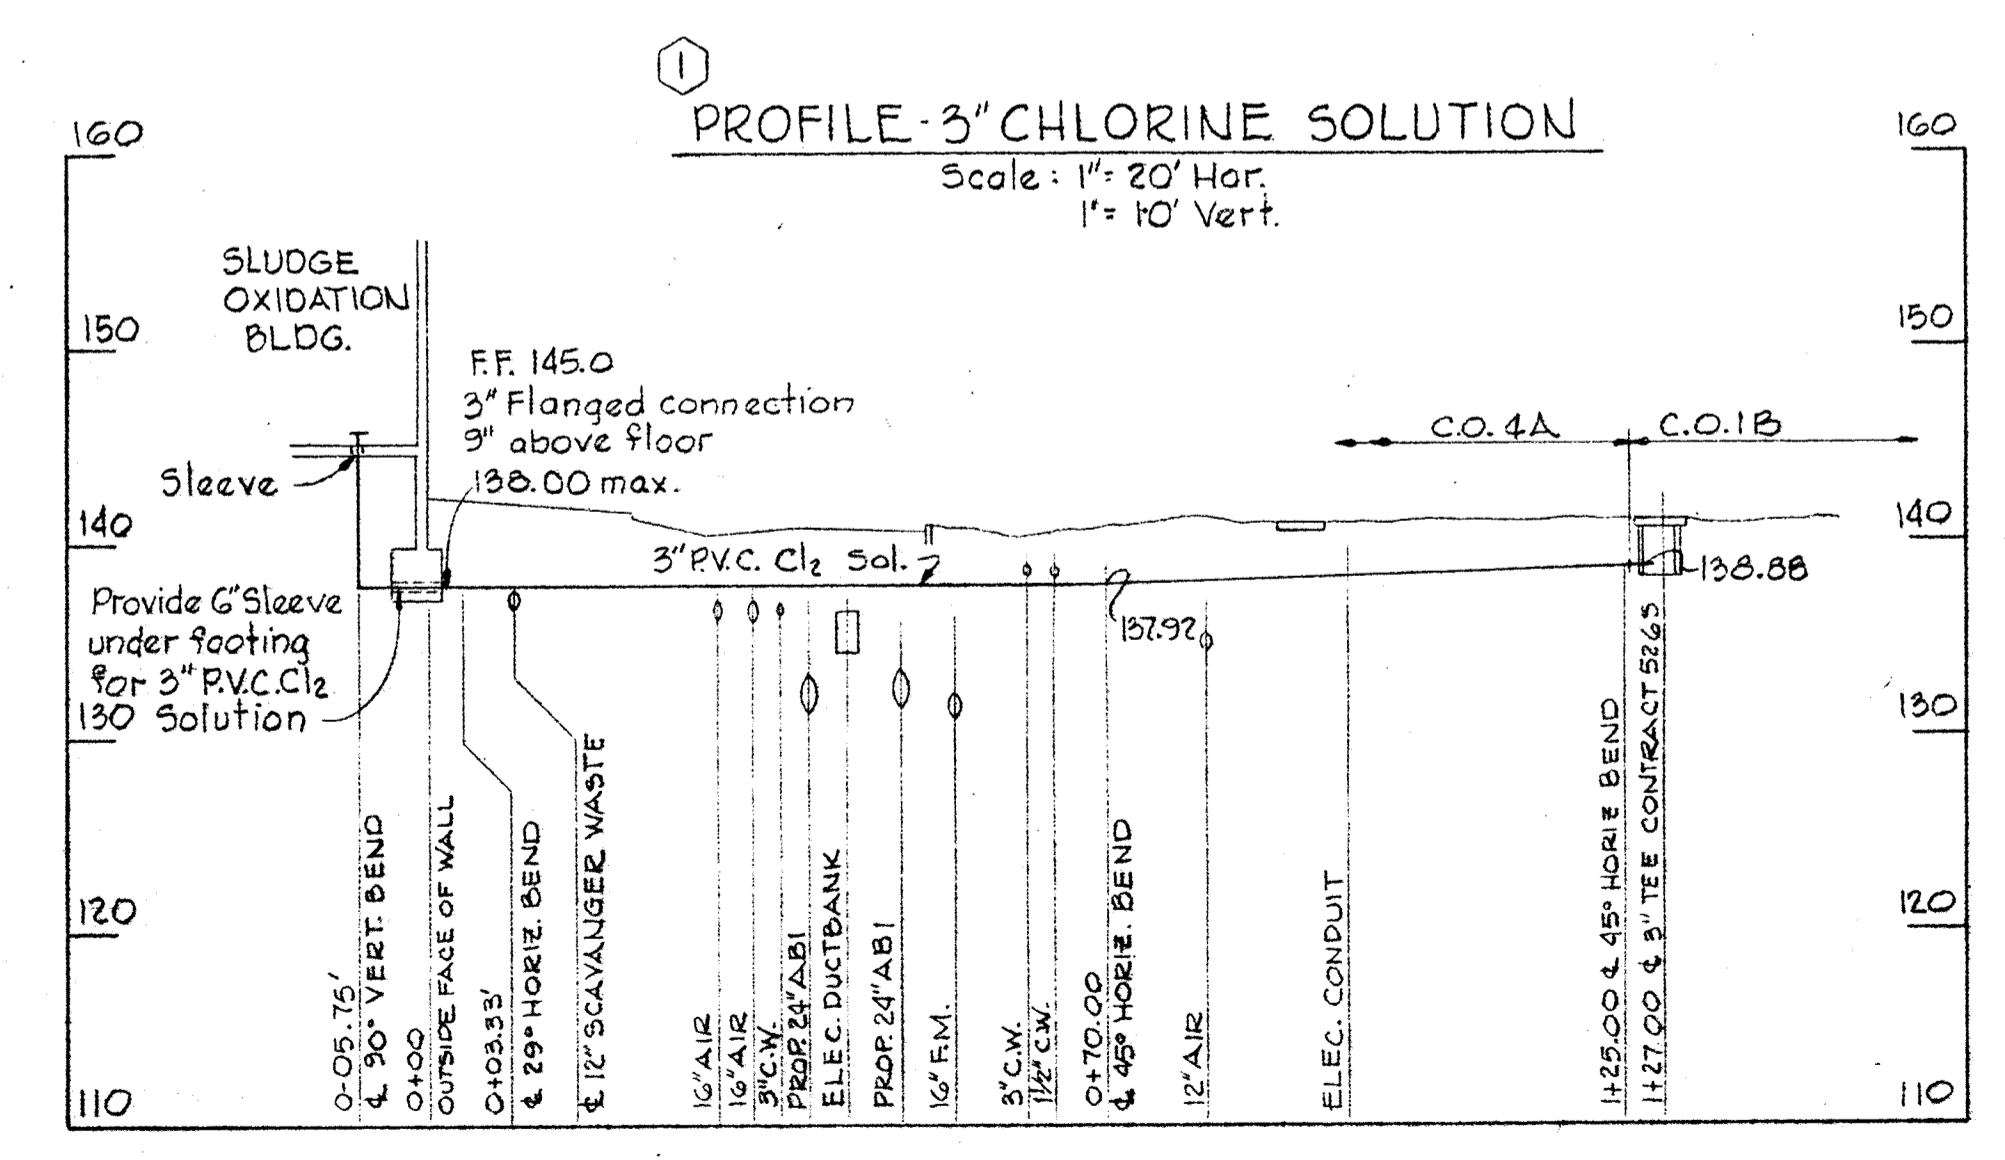 1
PROFILE - 3" CHLORINE SOLUTION
Scale: 1" = 20' Hor.
1" = 10' Vert.
160
160
SLUDGE
OXIDATION
BLDG.
150
150
F.F. 145.0
3" Flanged connection
9" above floor
138.00 max.
C.O. 4A
C.O. 1B
Sleeve
140
140
3" P.V.C. Cl2 Sol.
138.88
137.92
Provide 6" Sleeve
under footing
for 3" P.V.C. Cl2
Solution
130
130
120
120
110
110
0-05.75'
℄ 90° VERT. BEND
0+00
OUTSIDE FACE OF WALL
0+03.33'
℄ 29° HORIZ. BEND
℄ 12" SCAVANGER WASTE
16" AIR
16" AIR
3" C.W.
PROP. 24" AB1
ELEC. DUCTBANK
PROP. 24" AB1
16" F.M.
3" C.W.
1½" C.W.
0+70.00
℄ 45° HORIZ. BEND
12" AIR
ELEC. CONDUIT
1+25.00 ℄ 45° HORIZ BEND
1+27.00 ℄ 3" TEE CONTRACT 526S